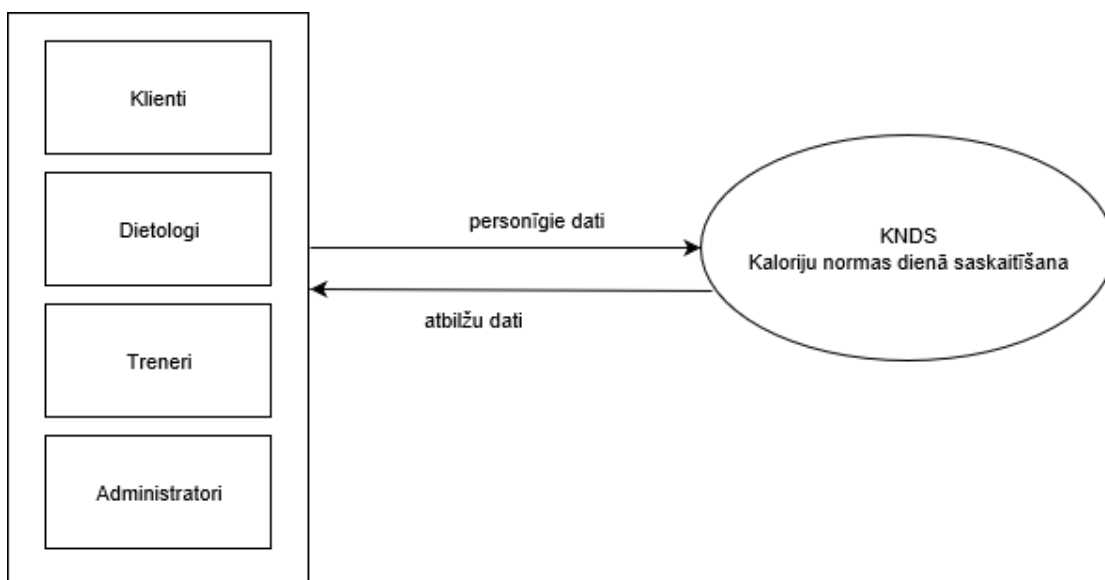 Klienti
Dietologi
Treneri
Administratori
personīgie dati
atbilžu dati
KNDS
Kaloriju normas dienā saskaitīšana